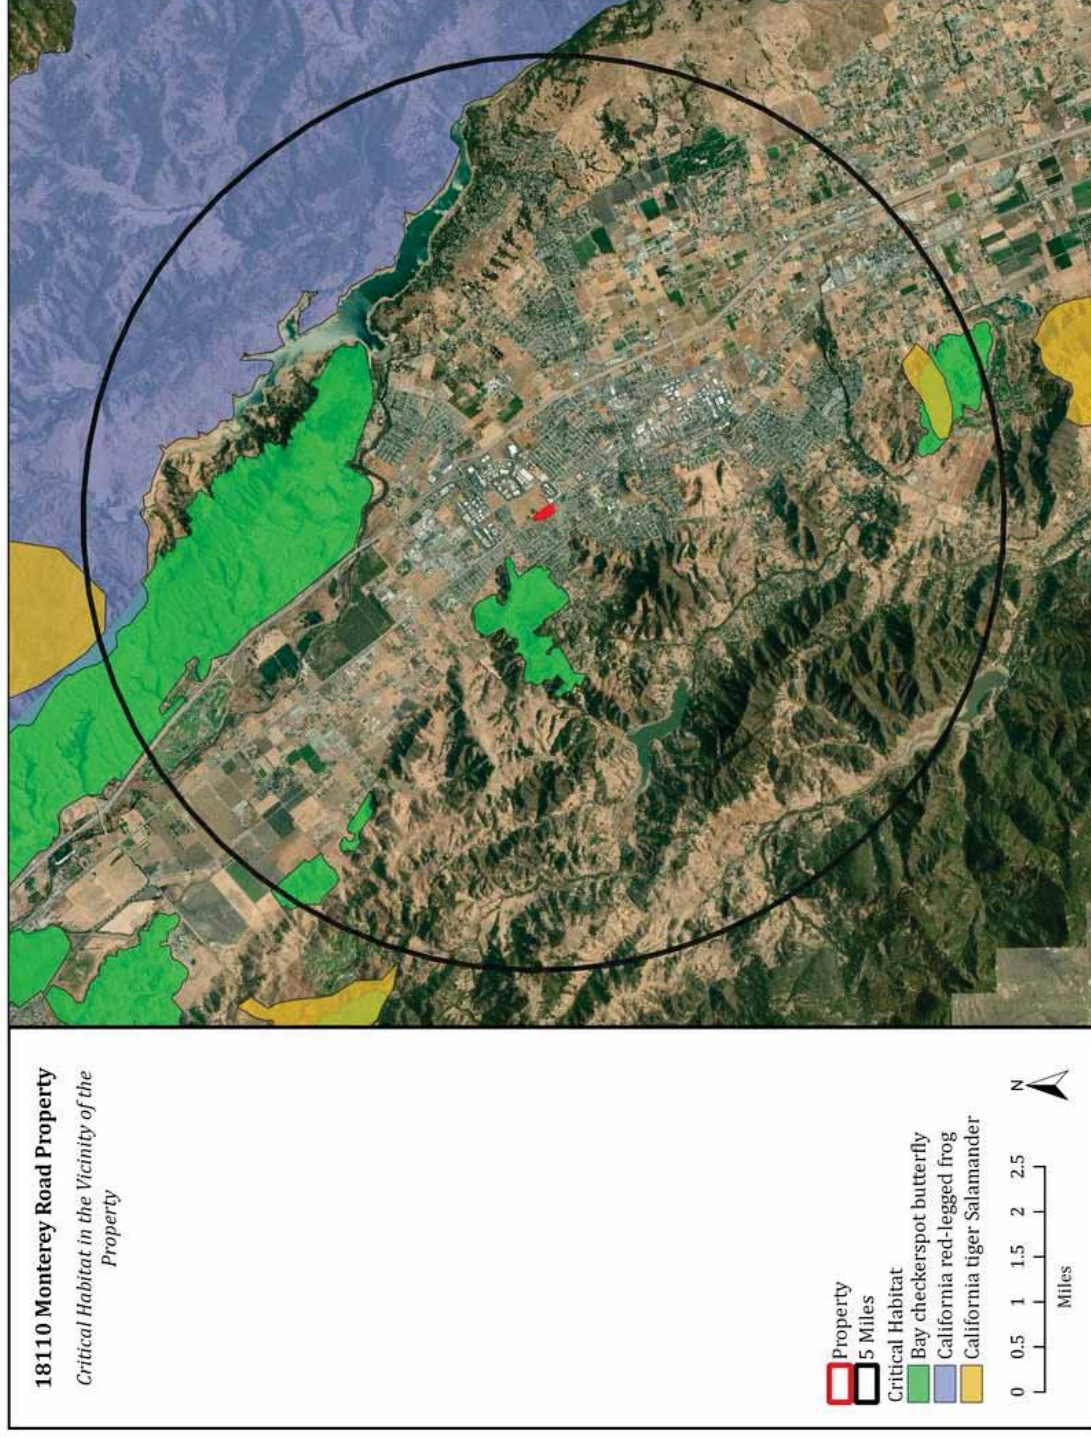 18110 Monterey Road Property
Critical Habitat in the Vicinity of the
Property
Property
5 Miles
Critical Habitat
Bay checkerspot butterfly
California red-legged frog
California tiger Salamander
0 0.5 1 1.5 2 2.5
Miles
N